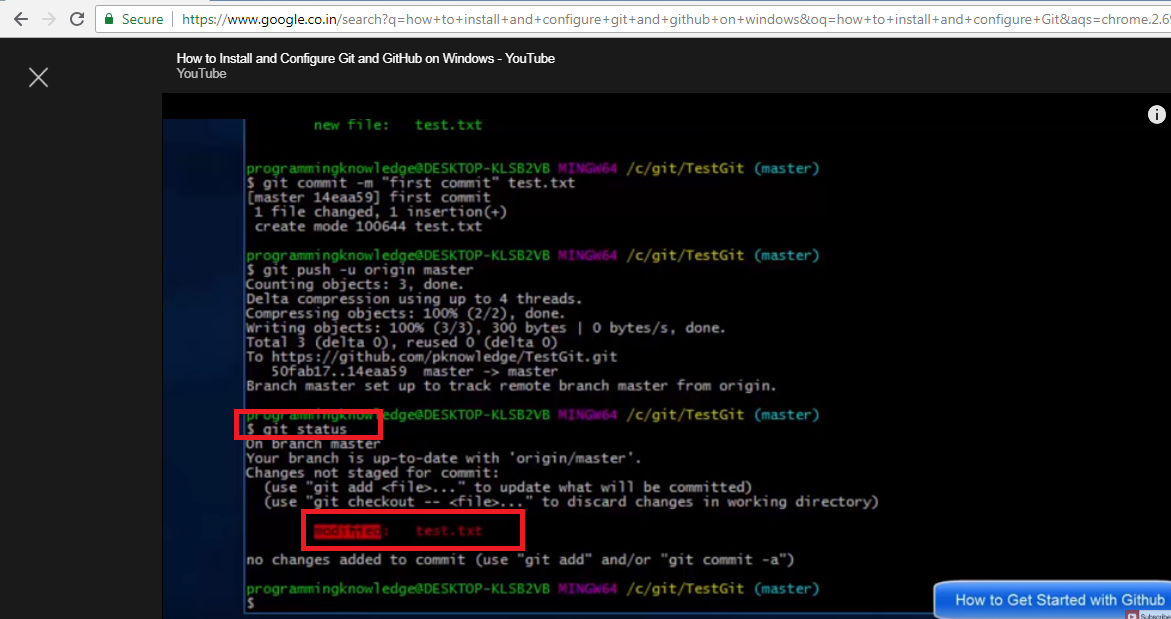 Secure
https://www.google.co.in/search?q=how+to+install+and+configure+git+and+github+on+windows&oq=how+to+install+and+configure+Git&aqs=chrome.2.69
How to Install and Configure Git and GitHub on Windows - YouTube
YouTube
new file: test.txt
programmingknowledge@DESKTOP-KLSB2VB MINGW64 /c/git/TestGit (master)
$ git commit -m "first commit" test.txt
[master 14eaa59] first commit
1 file changed, 1 insertion(+)
create mode 100644 test.txt
programmingknowledge@DESKTOP-KLSB2VB MINGW64 /c/git/TestGit (master)
$ git push -u origin master
Counting objects: 3, done.
Delta compression using up to 4 threads.
Compressing objects: 100% (2/2), done.
Writing objects: 100% (3/3), 300 bytes | 0 bytes/s, done.
Total 3 (delta 0), reused 0 (delta 0)
To https://github.com/pknowledge/TestGit.git
50fab17..14eaa59 master -> master
Branch master set up to track remote branch master from origin.
programmingknowledge@DESKTOP-KLSB2VB MINGW64 /c/git/TestGit (master)
$ git status
On branch master
Your branch is up-to-date with 'origin/master'.
Changes not staged for commit:
(use "git add <file>..." to update what will be committed)
(use "git checkout -- <file>..." to discard changes in working directory)
modified: test.txt
no changes added to commit (use "git add" and/or "git commit -a")
programmingknowledge@DESKTOP-KLSB2VB MINGW64 /c/git/TestGit (master)
$
How to Get Started with Github
Subscribe